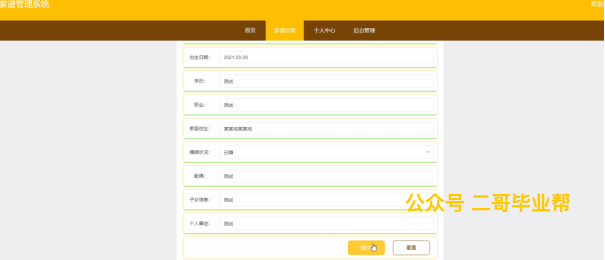 家谱管理系统
首页 家谱信息 个人中心 后台管理
出生日期: 2021-03-29
学历: 测试
职业: 测试
家庭住址: 某某地某某地
婚姻状况: 已婚
配偶: 测试
子女信息: 测试
个人事迹: 测试
公众号 二哥毕业帮
重置